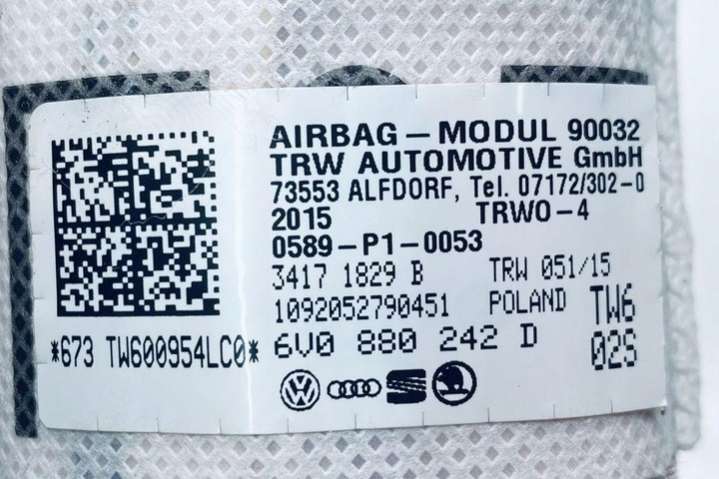 AIRBAG – MODUL 90032
TRW AUTOMOTIVE GmbH
73553 ALFDORF, Tel. 07172/302-0
2015 TRWO-4
0589-P1-0053
3417 1829 B TRW 051/15
1092052790451 POLAND TW6
*673 TW600954LC0* 6V0 880 242 D 02S